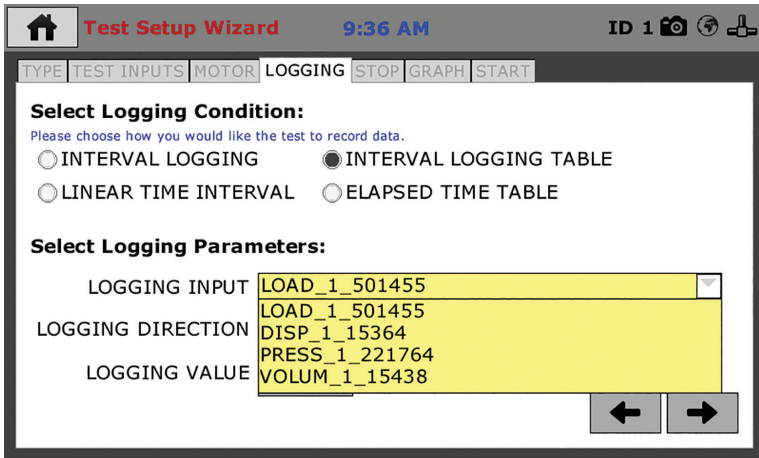 Test Setup Wizard 9:36 AM ID 1
TYPE TEST INPUTS MOTOR LOGGING STOP GRAPH START
Select Logging Condition:
Please choose how you would like the test to record data.
INTERVAL LOGGING INTERVAL LOGGING TABLE
LINEAR TIME INTERVAL ELAPSED TIME TABLE
Select Logging Parameters:
LOGGING INPUT LOAD_1_501455
LOAD_1_501455
LOGGING DIRECTION DISP_1_15364
PRESS_1_221764
LOGGING VALUE VOLUM_1_15438